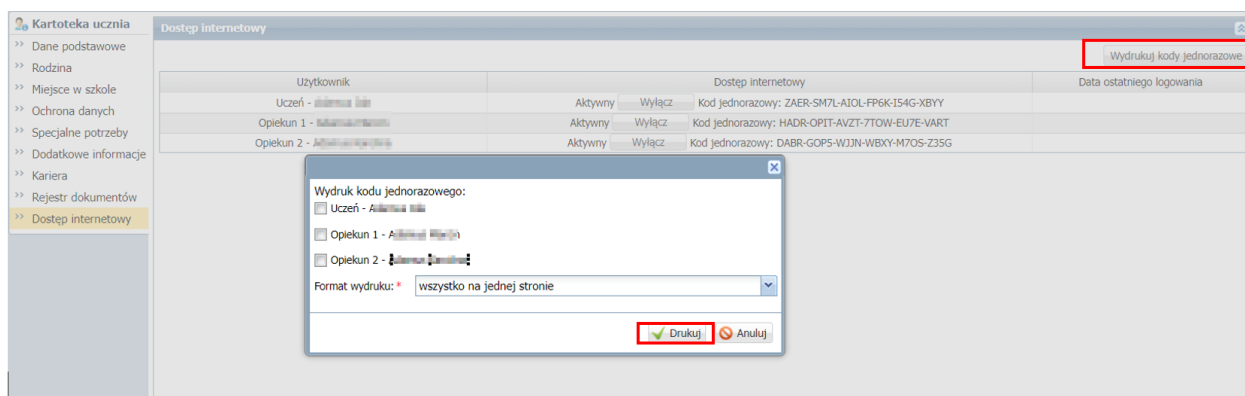 Kartoteka ucznia
Dane podstawowe
Rodzina
Miejsce w szkole
Ochrona danych
Specjalne potrzeby
Dodatkowe informacje
Kariera
Rejestr dokumentów
Dostęp internetowy
Dostęp internetowy
Wydrukuj kody jednorazowe
Użytkownik Dostęp internetowy Data ostatniego logowania
Uczeń - Aktywny Wyłącz Kod jednorazowy: ZAER-SM7L-AIOL-FP6K-I54G-XBYY
Opiekun 1 - Aktywny Wyłącz Kod jednorazowy: HADR-OPIT-AVZT-7TOW-EU7E-VART
Opiekun 2 - Aktywny Wyłącz Kod jednorazowy: DABR-GOP5-WJJN-WBXY-M7OS-Z35G
Wydruk kodu jednorazowego:
Uczeń -
Opiekun 1 -
Opiekun 2 -
Format wydruku: * wszystko na jednej stronie
Drukuj Anuluj